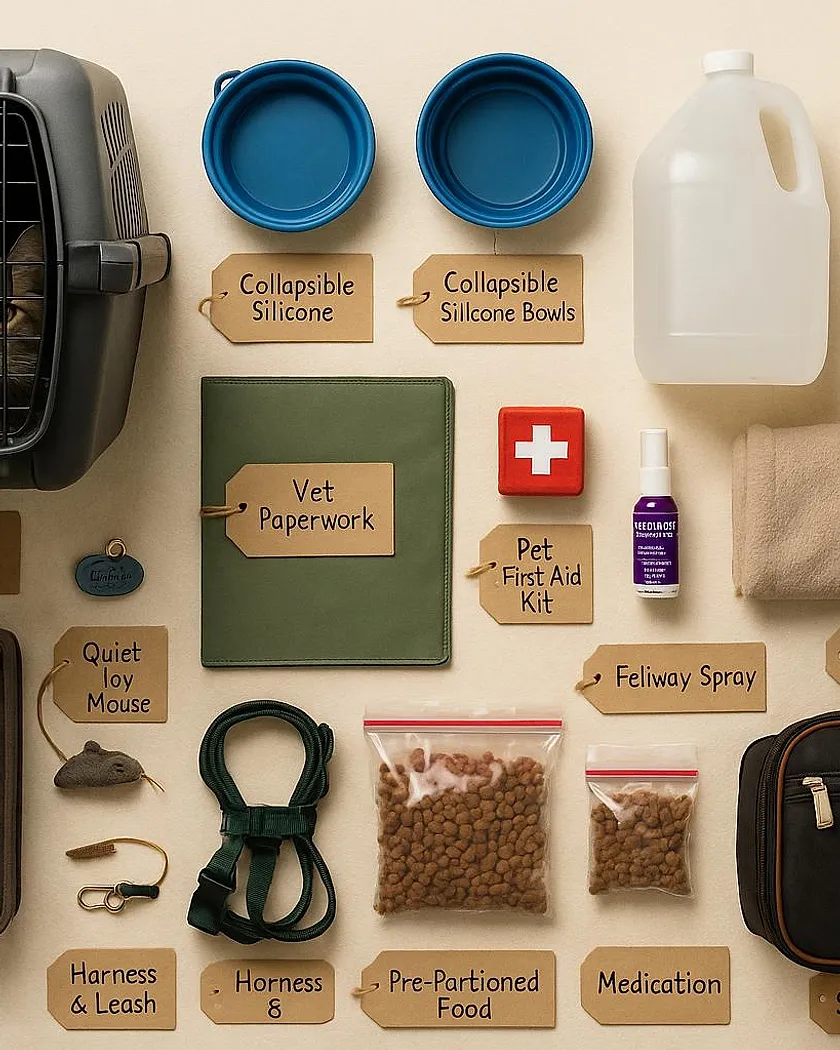 Collapsible
Silicone
Collapsible
Sillcone Bowls
Vet
Paperwork
Pet
First Aid
Kit
Quiet
loy
Mouse
Feliway Spray
Harness
& Leash
Horness
8
Pre-Partioned
Food
Medication